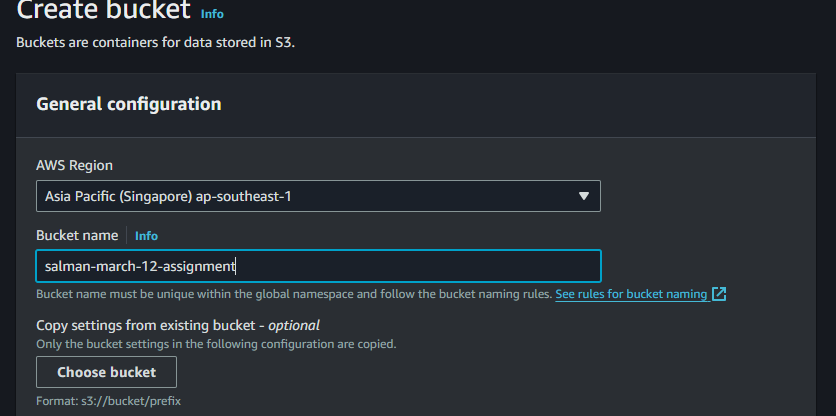 Create bucket Info
Buckets are containers for data stored in S3.
General configuration
AWS Region
Asia Pacific (Singapore) ap-southeast-1
Bucket name Info
salman-march-12-assignment
Bucket name must be unique within the global namespace and follow the bucket naming rules. See rules for bucket naming
Copy settings from existing bucket - optional
Only the bucket settings in the following configuration are copied.
Choose bucket
Format: s3://bucket/prefix